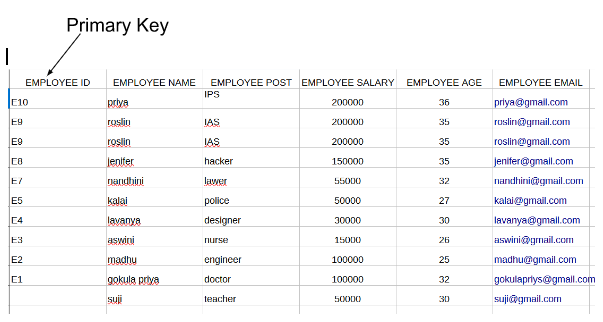 Primary Key
EMPLOYEE ID EMPLOYEE NAME EMPLOYEE POST EMPLOYEE SALARY EMPLOYEE AGE EMPLOYEE EMAIL
E10 priya IPS 200000 36 priya@gmail.com
E9 roslin IAS 200000 35 roslin@gmail.com
E9 roslin IAS 200000 35 roslin@gmail.com
E8 jenifer hacker 150000 35 jenifer@gmail.com
E7 nandhini lawer 55000 32 nandhini@gmail.com
E5 kalai police 50000 27 kalai@gmail.com
E4 lavanya designer 30000 30 lavanya@gmail.com
E3 aswini nurse 15000 26 aswini@gmail.com
E2 madhu engineer 100000 25 madhu@gmail.com
E1 gokula priya doctor 100000 32 gokulapriys@gmail.com
suji teacher 50000 30 suji@gmail.com